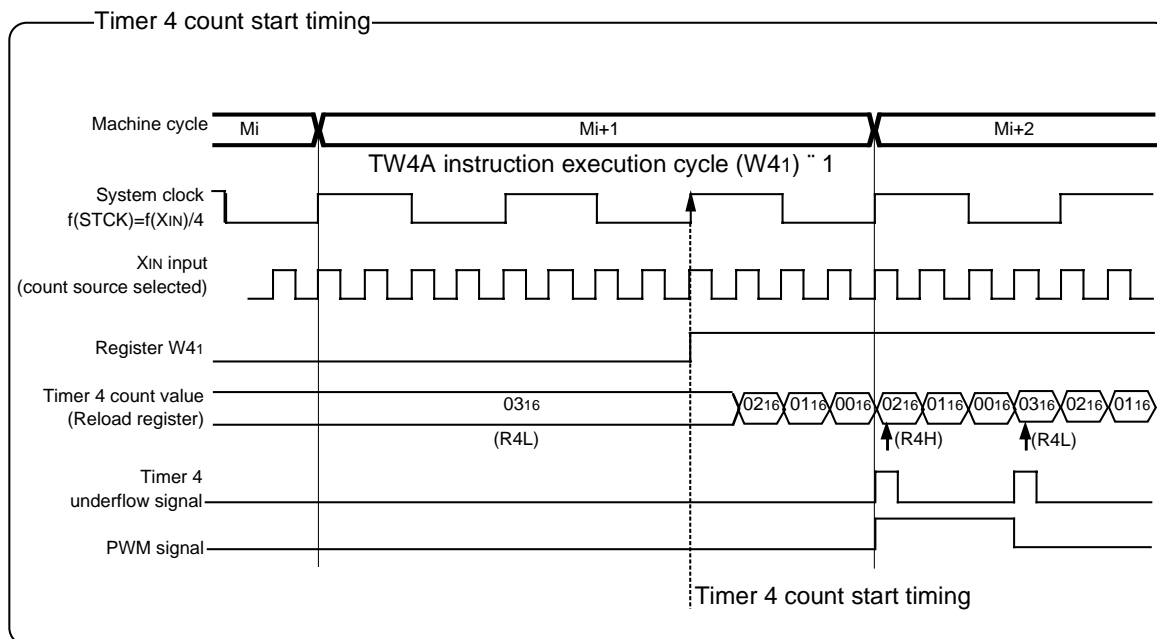 Timer 4 count start timing
Machine cycle
Mi
Mi+1
Mi+2
TW4A instruction execution cycle (W41) ¨ 1
System clock
f(STCK)=f(XIN)/4
XIN input
(count source selected)
Register W41
Timer 4 count value
(Reload register)
0316 0216 0116 0016 0216 0116 0016 0316 0216 0116
(R4L) (R4H) (R4L)
Timer 4
underflow signal
PWM signal
Timer 4 count start timing